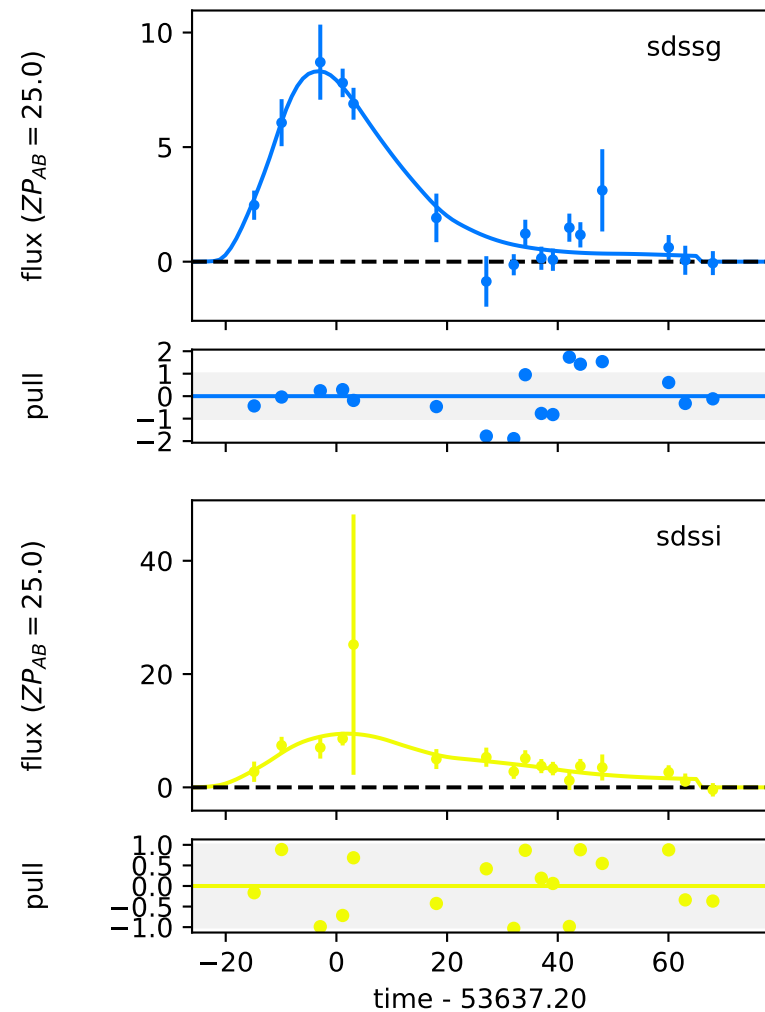 sdssg
flux (ZP_AB = 25.0)
10
5
0
pull
2
1
0
−1
−2
sdssi
flux (ZP_AB = 25.0)
40
20
0
pull
1.0
0.5
0.0
−0.5
−1.0
−20 0 20 40 60
time - 53637.20